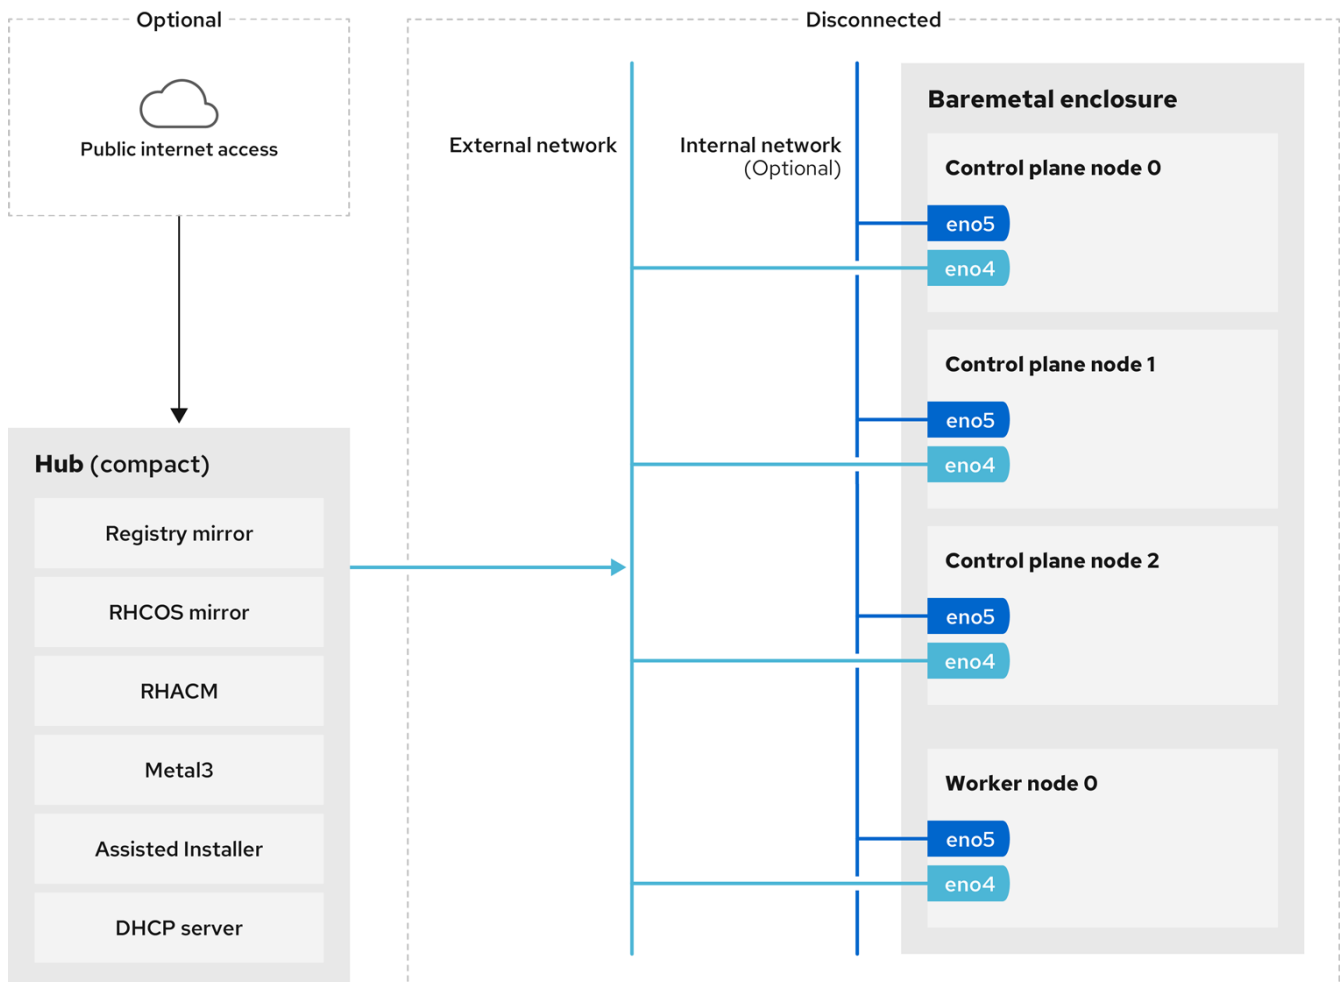 Optional
Public internet access
Hub (compact)
Registry mirror
RHCOS mirror
RHACM
Metal3
Assisted Installer
DHCP server
Disconnected
External network
Internal network
(Optional)
Baremetal enclosure
Control plane node 0
eno5
eno4
Control plane node 1
eno5
eno4
Control plane node 2
eno5
eno4
Worker node 0
eno5
eno4